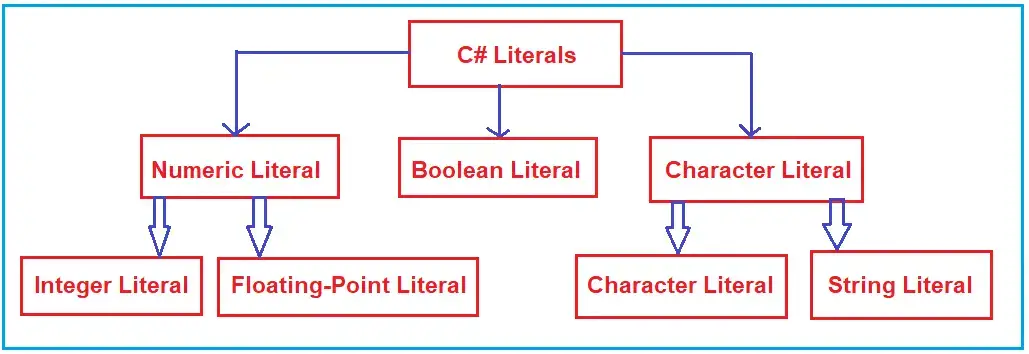 C# Literals
Numeric Literal
Boolean Literal
Character Literal
Integer Literal
Floating-Point Literal
Character Literal
String Literal